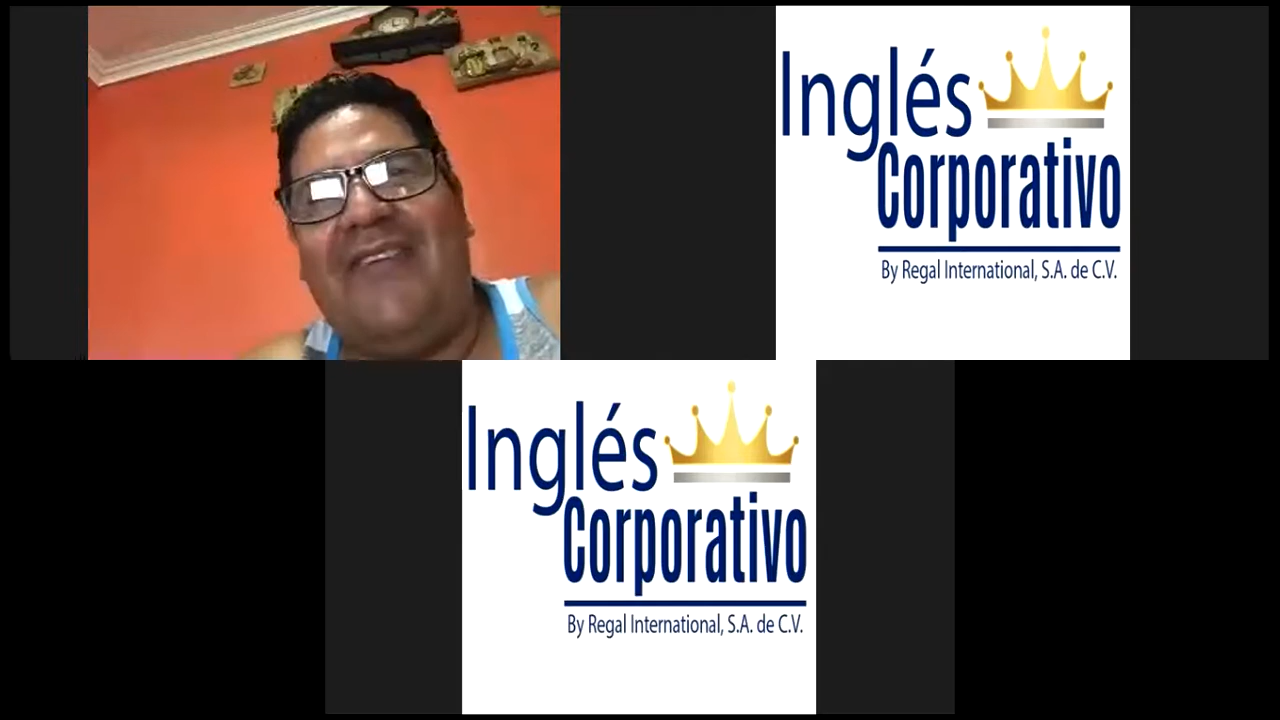 Inglés
Corporativo
By Regal International, S.A. de C.V.
Inglés
Corporativo
By Regal International, S.A. de C.V.